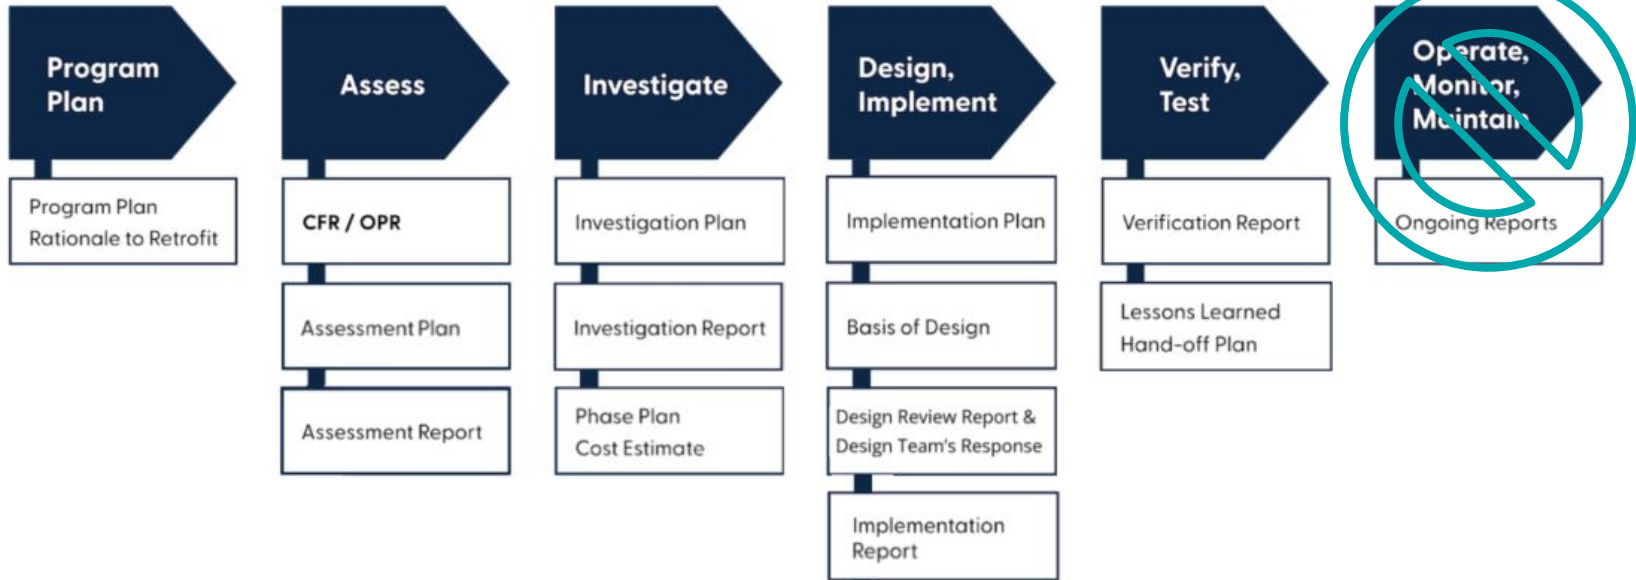 Program
Plan
Program Plan
Rationale to Retrofit
Assess
CFR / OPR
Assessment Plan
Assessment Report
Investigate
Investigation Plan
Investigation Report
Phase Plan
Cost Estimate
Design,
Implement
Implementation Plan
Basis of Design
Design Review Report &
Design Team's Response
Implementation
Report
Verify,
Test
Verification Report
Lessons Learned
Hand-off Plan
Operate,
Monitor,
Maintain
Ongoing Reports